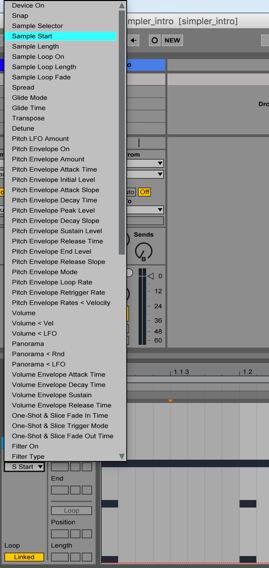 Device On
Snap
Sample Selector
Sample Start
Sample Length
Sample Loop On
Sample Loop Length
Sample Loop Fade
Spread
Glide Mode
Glide Time
Transpose
Detune
Pitch LFO Amount
Pitch Envelope On
Pitch Envelope Amount
Pitch Envelope Attack Time
Pitch Envelope Initial Level
Pitch Envelope Attack Slope
Pitch Envelope Decay Time
Pitch Envelope Peak Level
Pitch Envelope Decay Slope
Pitch Envelope Sustain Level
Pitch Envelope Release Time
Pitch Envelope End Level
Pitch Envelope Release Slope
Pitch Envelope Mode
Pitch Envelope Loop Rate
Pitch Envelope Retrigger Rate
Pitch Envelope Rates < Velocity
Volume
Volume < Vel
Volume < LFO
Panorama
Panorama < Rnd
Panorama < LFO
Volume Envelope Attack Time
Volume Envelope Decay Time
Volume Envelope Sustain
Volume Envelope Release Time
One-Shot & Slice Fade In Time
One-Shot & Slice Trigger Mode
One-Shot & Slice Fade Out Time
Filter On
Filter Type
S Start
Loop
Linked
End
Loop
Position
Length
impler_intro [simpler_intro]
NEW
o
Dro
rom
uto Off
o
Sends
B
0
12
24
36
48
60
1.1.3
1.2